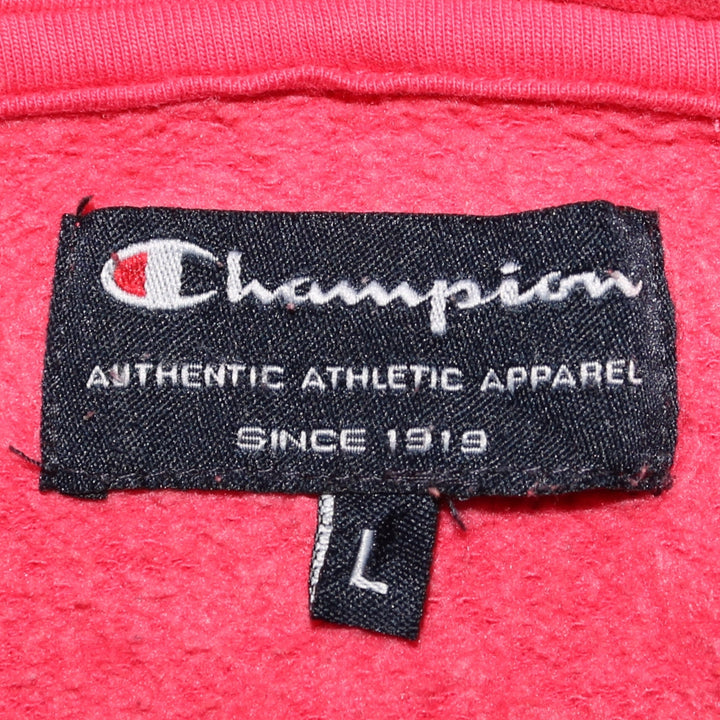 Champion
AUTHENTIC ATHLETIC APPAREL
SINCE 1919
L